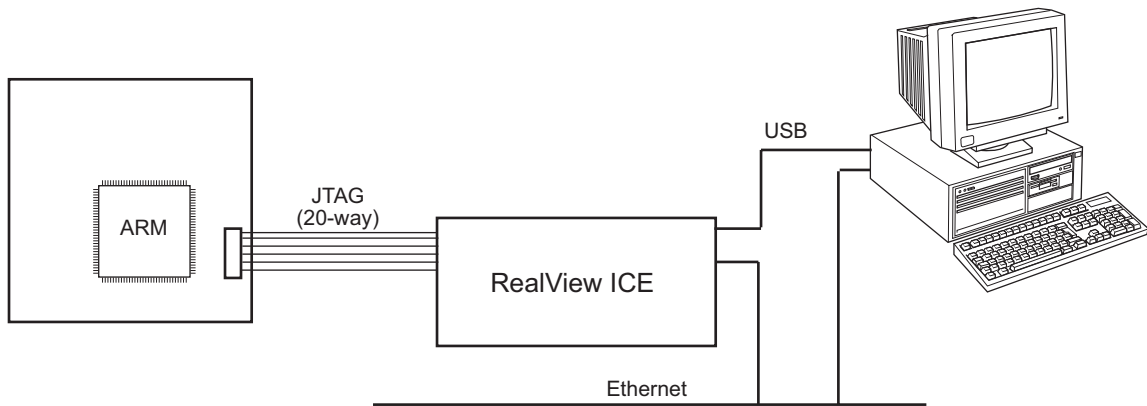 USB
JTAG
(20-way)
ARM
RealView ICE
Ethernet